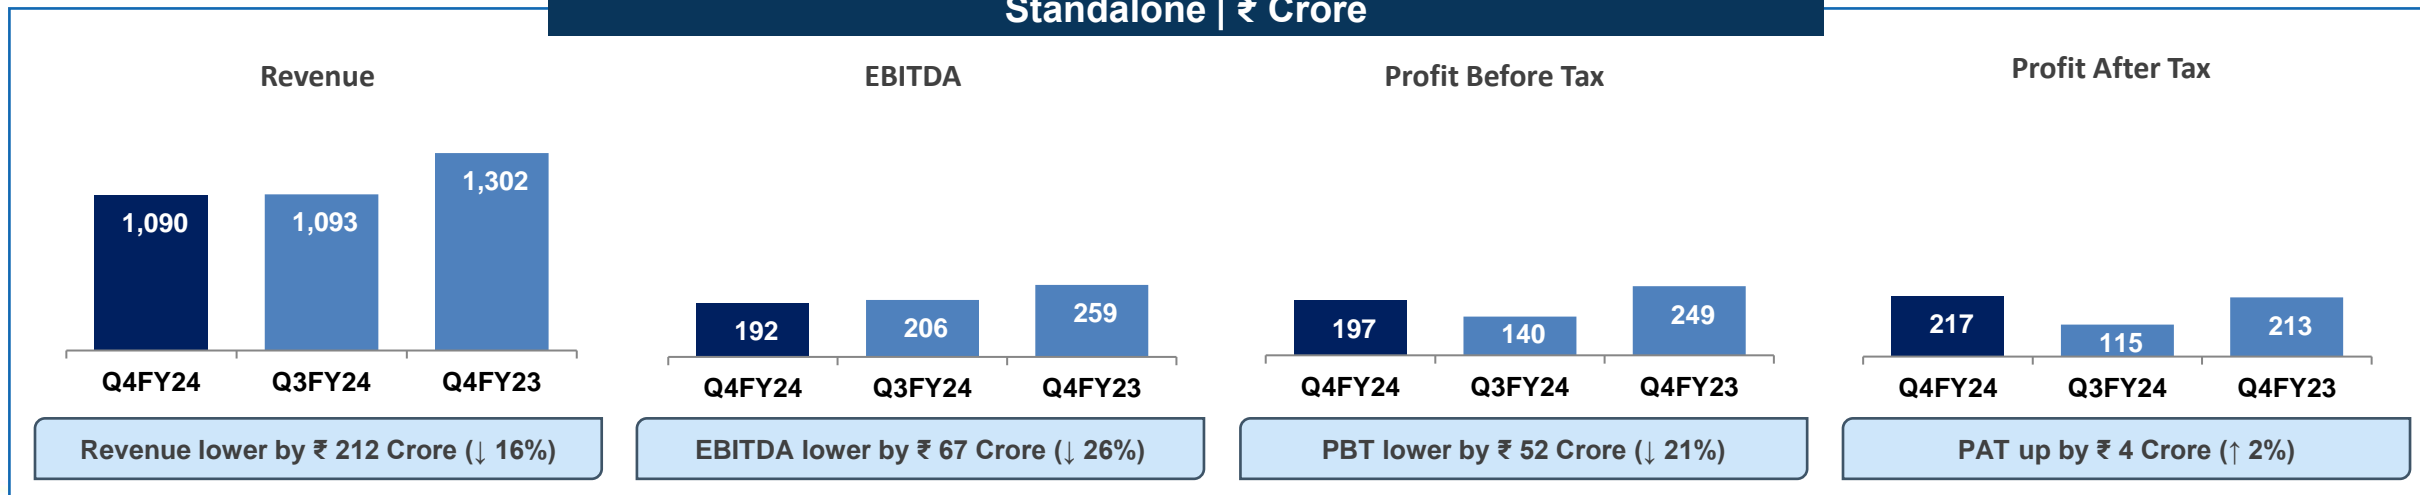 Standalone | ₹ Crore
Revenue
1,090
1,093
1,302
Q4FY24
Q3FY24
Q4FY23
Revenue lower by ₹ 212 Crore (↓ 16%)
EBITDA
192
206
259
Q4FY24
Q3FY24
Q4FY23
EBITDA lower by ₹ 67 Crore (↓ 26%)
Profit Before Tax
197
140
249
Q4FY24
Q3FY24
Q4FY23
PBT lower by ₹ 52 Crore (↓ 21%)
Profit After Tax
217
115
213
Q4FY24
Q3FY24
Q4FY23
PAT up by ₹ 4 Crore (↑ 2%)